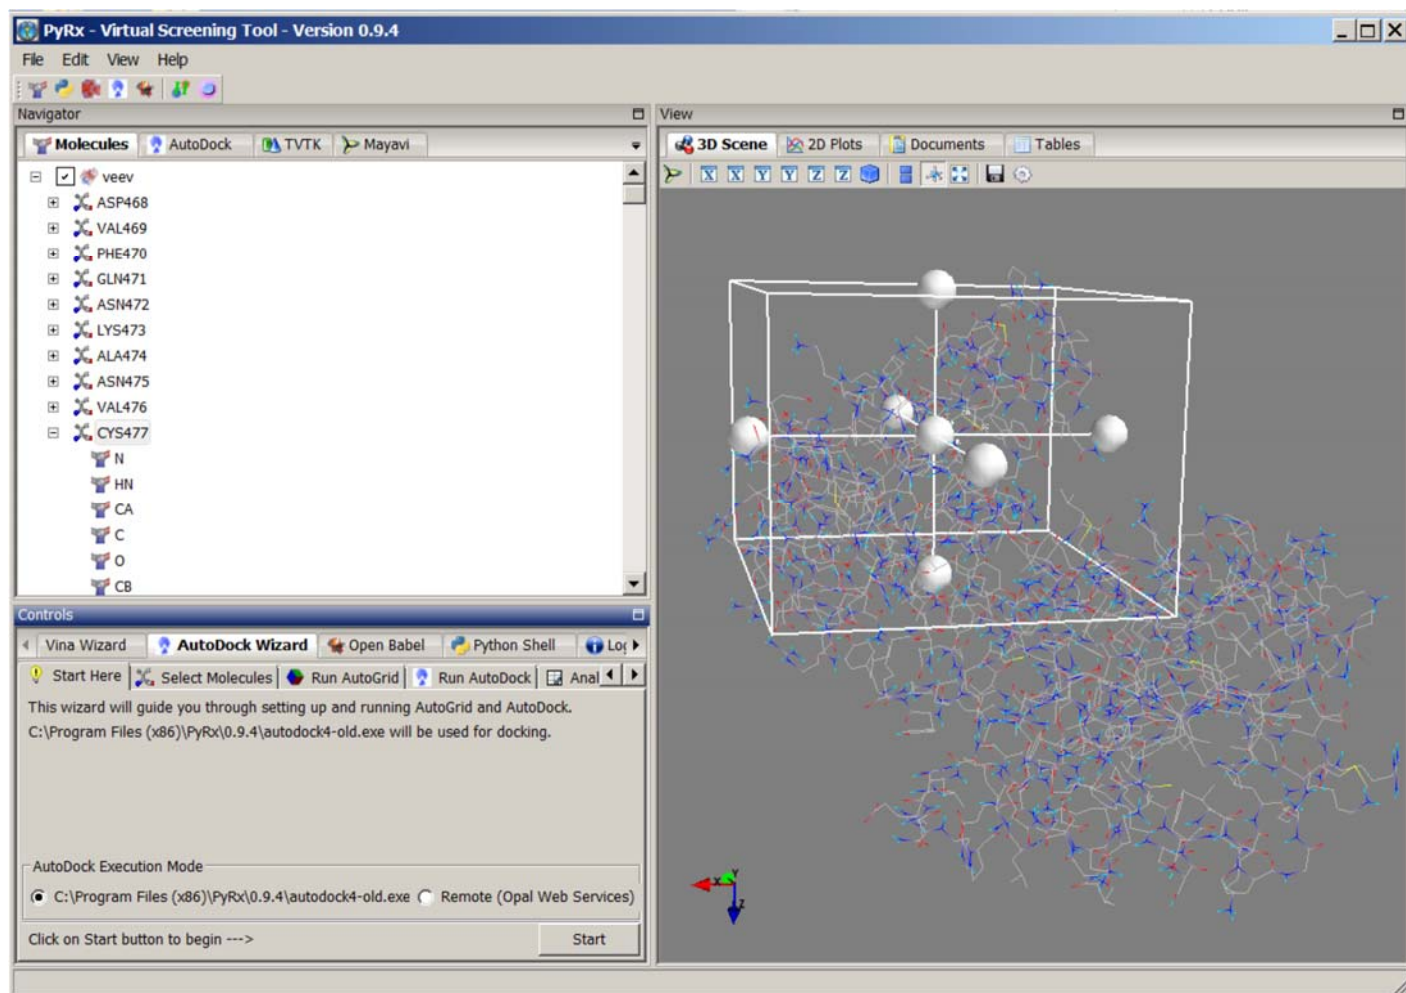 PyRx - Virtual Screening Tool - Version 0.9.4
File Edit View Help
Navigator
Molecules AutoDock TVTK Mayavi
veev
ASP468
VAL469
PHE470
GLN471
ASN472
LYS473
ALA474
ASN475
VAL476
CYS477
N
HN
CA
C
O
CB
Controls
Vina Wizard AutoDock Wizard Open Babel Python Shell
Start Here Select Molecules Run AutoGrid Run AutoDock Anal
This wizard will guide you through setting up and running AutoGrid and AutoDock.
C:\Program Files (x86)\PyRx\0.9.4\autodock4-old.exe will be used for docking.
AutoDock Execution Mode
C:\Program Files (x86)\PyRx\0.9.4\autodock4-old.exe Remote (Opal Web Services)
Click on Start button to begin ---> Start
View
3D Scene 2D Plots Documents Tables
X X Y Y Z Z
X Y
Z